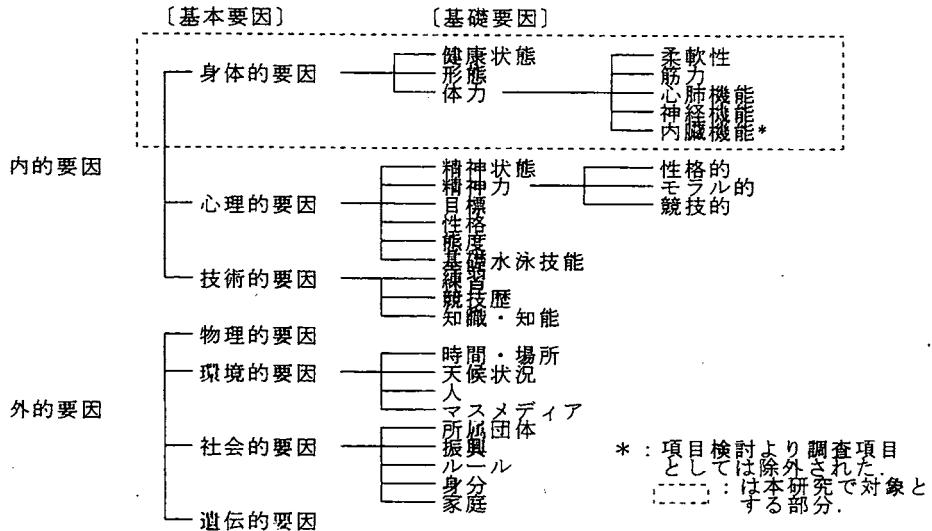 〔基本要因〕 〔基礎要因〕
健康状態 柔軟性
身体的要因 形態 筋力
体力 心肺機能
神経機能
内臓機能*
内的要因 精神状態 性格的
精神力 モラル的
心理的要因 目標 競技的
性格
態度
基礎水泳技能
技術的要因 練習
競技歴
知識・知能
物理的要因
時間・場所
環境的要因 天候状況
人
外的要因 マスメディア
所属団体
社会的要因 振興 *:項目検討より調査項目
ルール としては除外された.
身分 :は本研究で対象と
家庭 する部分.
遺伝的要因